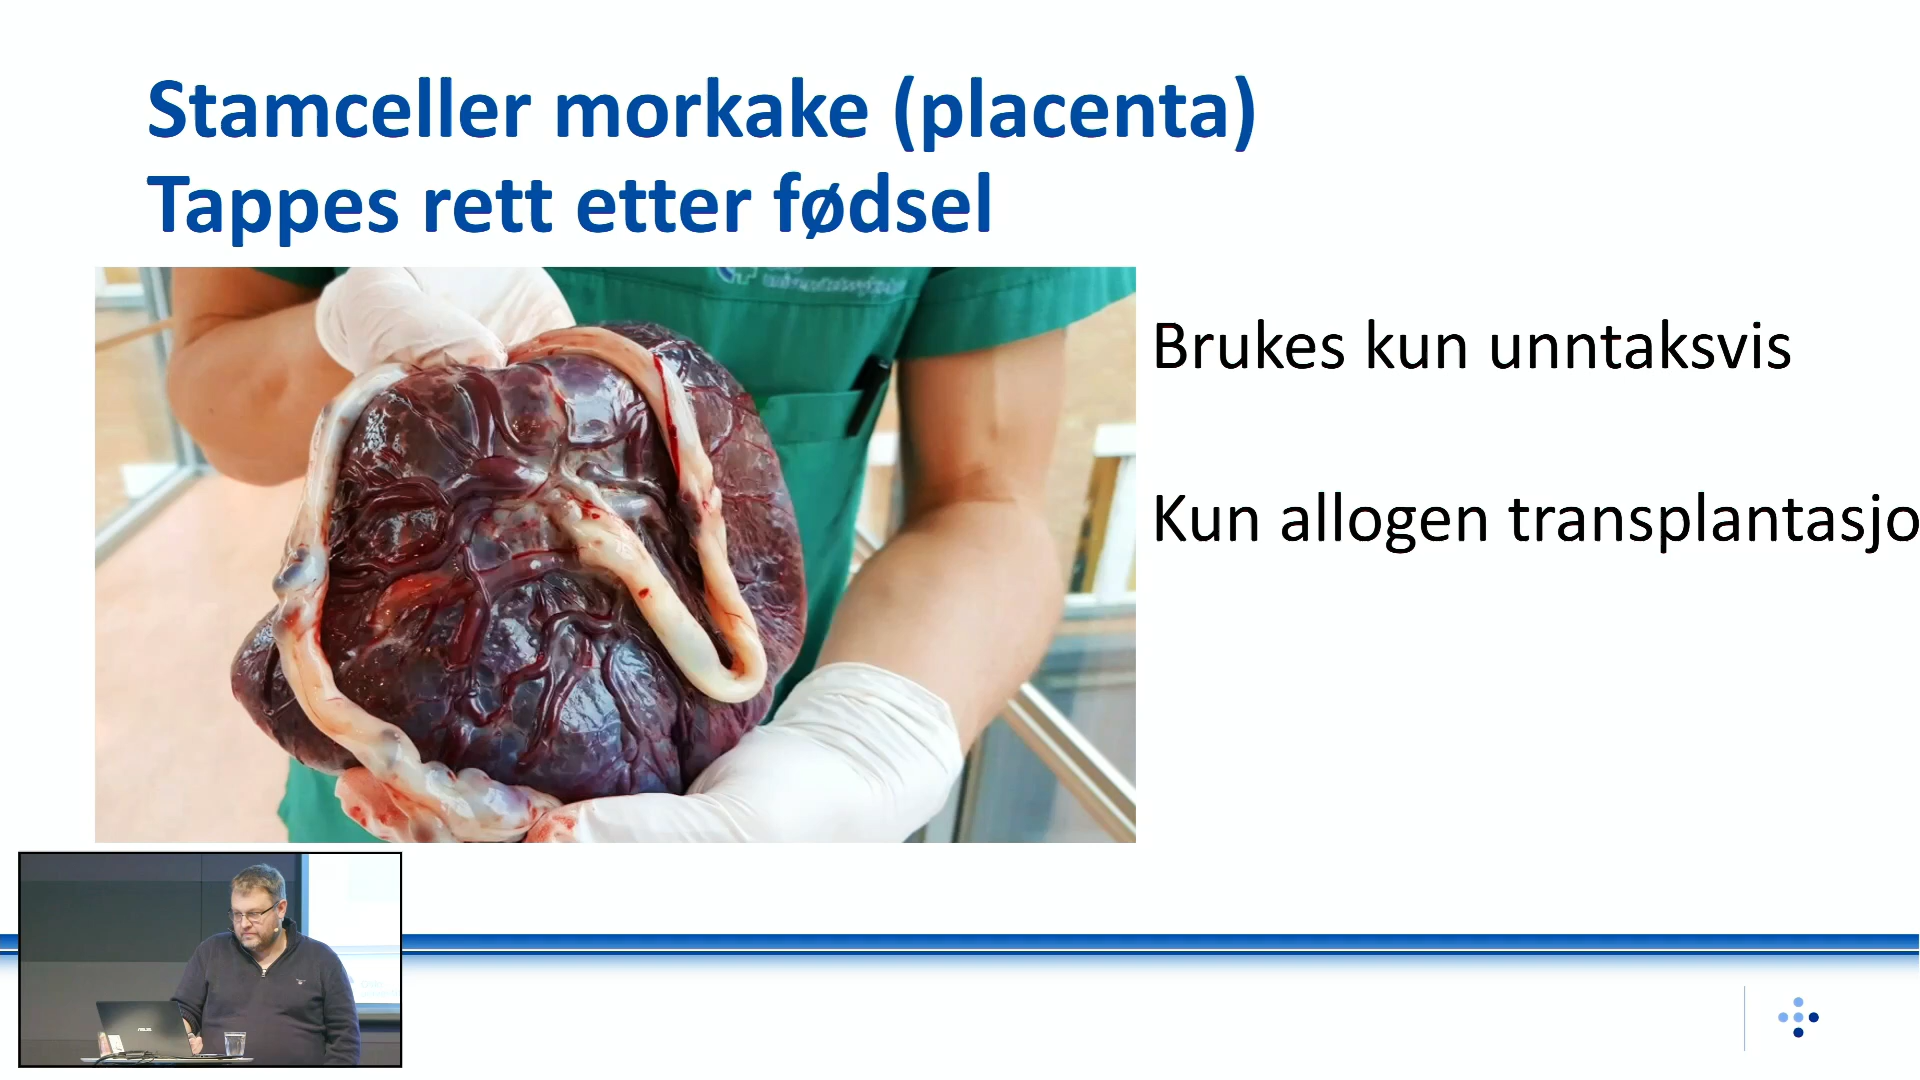 Stamceller morkake (placenta)
Tappes rett etter fødsel
Brukes kun unntaksvis
Kun allogen transplantasjo